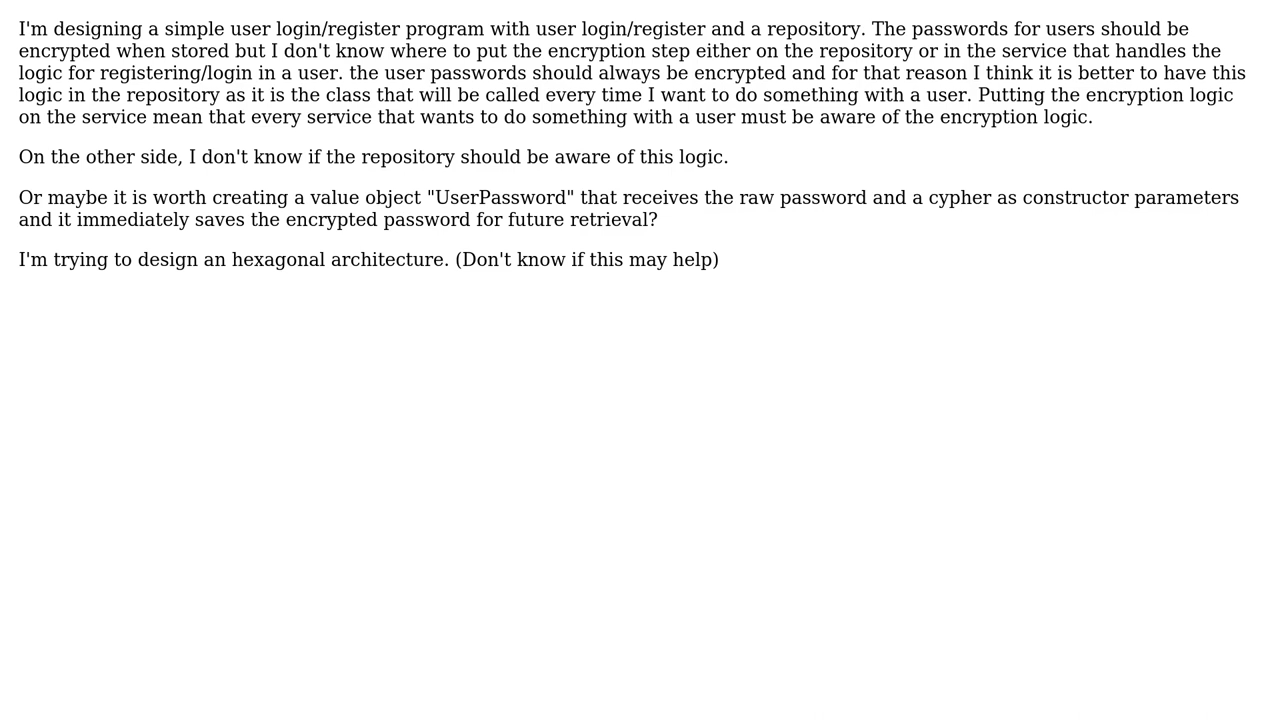 I'm designing a simple user login/register program with user login/register and a repository. The passwords for users should be
encrypted when stored but I don't know where to put the encryption step either on the repository or in the service that handles the
logic for registering/login in a user. the user passwords should always be encrypted and for that reason I think it is better to have this
logic in the repository as it is the class that will be called every time I want to do something with a user. Putting the encryption logic
on the service mean that every service that wants to do something with a user must be aware of the encryption logic.
On the other side, I don't know if the repository should be aware of this logic.
Or maybe it is worth creating a value object "UserPassword" that receives the raw password and a cypher as constructor parameters
and it immediately saves the encrypted password for future retrieval?
I'm trying to design an hexagonal architecture. (Don't know if this may help)